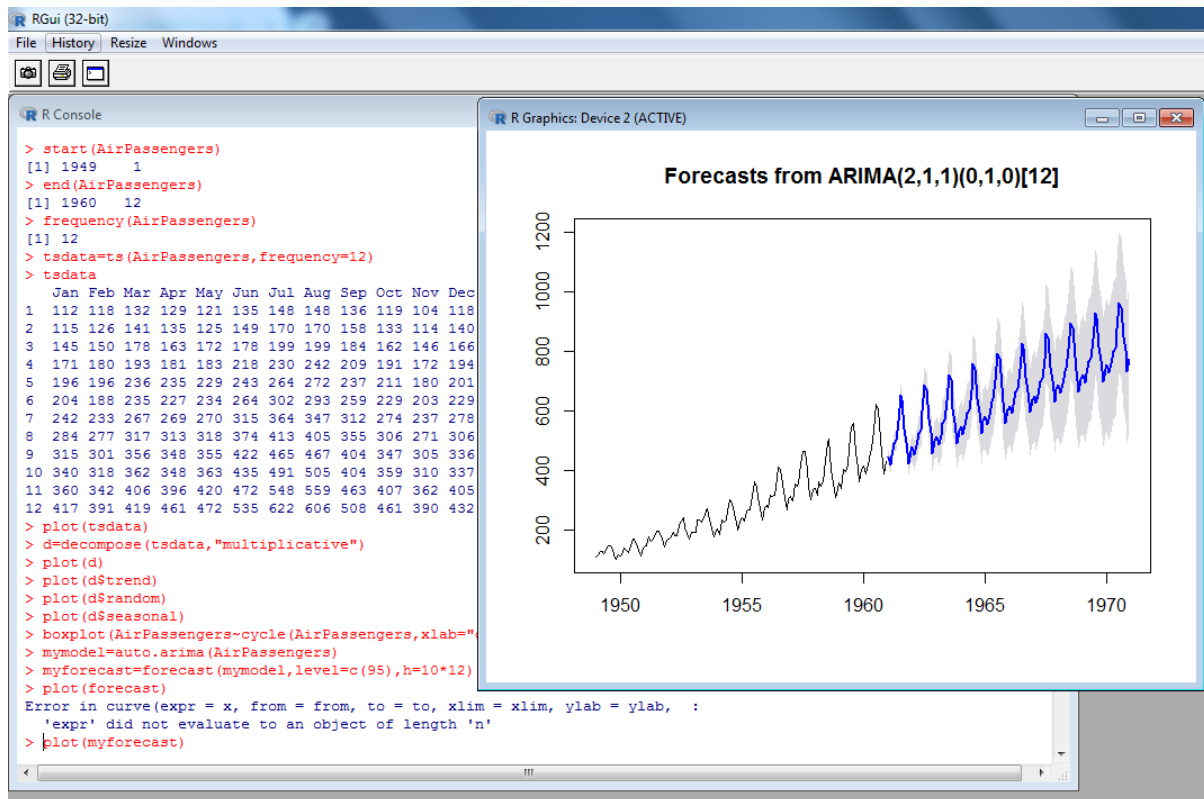 RGui (32-bit)
File History Resize Windows
R Console
> start(AirPassengers)
[1] 1949    1
> end(AirPassengers)
[1] 1960   12
> frequency(AirPassengers)
[1] 12
> tsdata=ts(AirPassengers,frequency=12)
> tsdata
   Jan Feb Mar Apr May Jun Jul Aug Sep Oct Nov Dec
1  112 118 132 129 121 135 148 148 136 119 104 118
2  115 126 141 135 125 149 170 170 158 133 114 140
3  145 150 178 163 172 178 199 199 184 162 146 166
4  171 180 193 181 183 218 230 242 209 191 172 194
5  196 196 236 235 229 243 264 272 237 211 180 201
6  204 188 235 227 234 264 302 293 259 229 203 229
7  242 233 267 269 270 315 364 347 312 274 237 278
8  284 277 317 313 318 374 413 405 355 306 271 306
9  315 301 356 348 355 422 465 467 404 347 305 336
10 340 318 362 348 363 435 491 505 404 359 310 337
11 360 342 406 396 420 472 548 559 463 407 362 405
12 417 391 419 461 472 535 622 606 508 461 390 432
> plot(tsdata)
> d=decompose(tsdata,"multiplicative")
> plot(d)
> plot(d$trend)
> plot(d$random)
> plot(d$seasonal)
> boxplot(AirPassengers~cycle(AirPassengers,xlab="
> mymodel=auto.arima(AirPassengers)
> myforecast=forecast(mymodel,level=c(95),h=10*12)
> plot(forecast)
Error in curve(expr = x, from = from, to = to, xlim = xlim, ylab = ylab,  :
  'expr' did not evaluate to an object of length 'n'
> plot(myforecast)
R Graphics: Device 2 (ACTIVE)
Forecasts from ARIMA(2,1,1)(0,1,0)[12]
1200
1000
800
600
400
200
1950 1955 1960 1965 1970